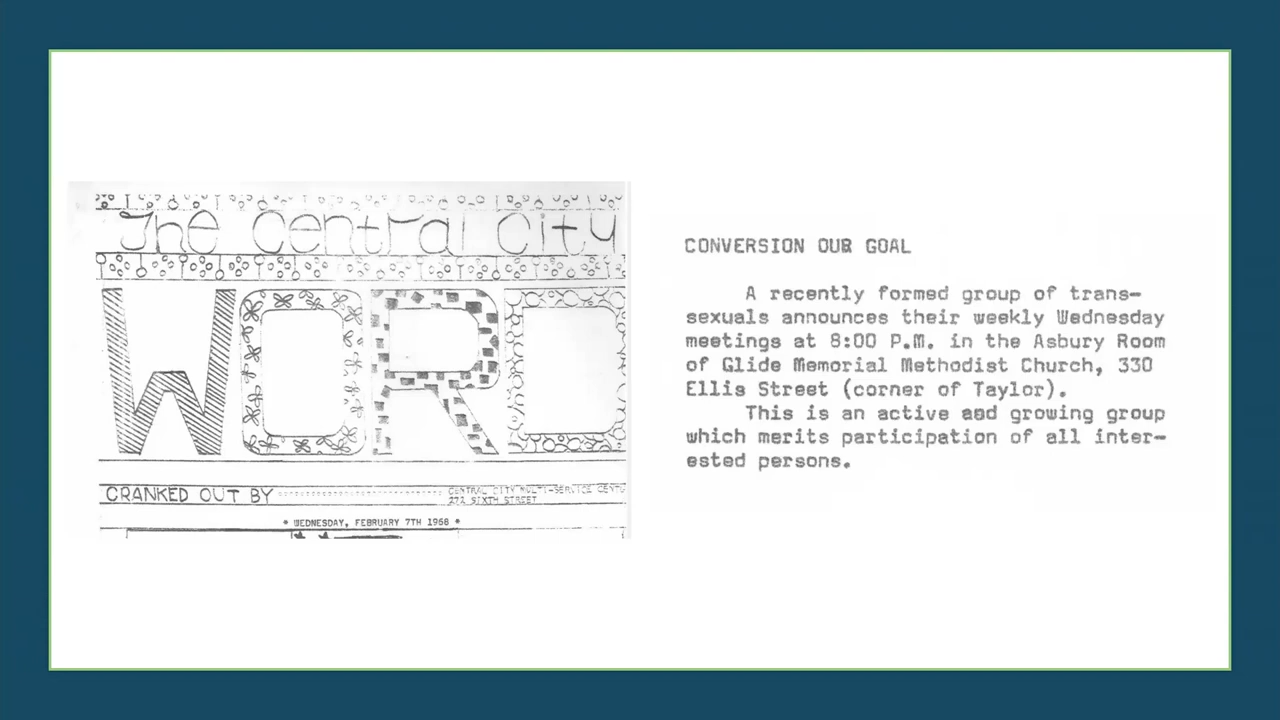 The Central City
WORD
CRANKED OUT BY
CENTRAL CITY MULTI-SERVICE CENTE
272 SIXTH STREET
* WEDNESDAY, FEBRUARY 7TH 1968 *
CONVERSION OUR GOAL
A recently formed group of trans-
sexuals announces their weekly Wednesday
meetings at 8:00 P.M. in the Asbury Room
of Glide Memorial Methodist Church, 330
Ellis Street (corner of Taylor).
This is an active and growing group
which merits participation of all inter-
ested persons.